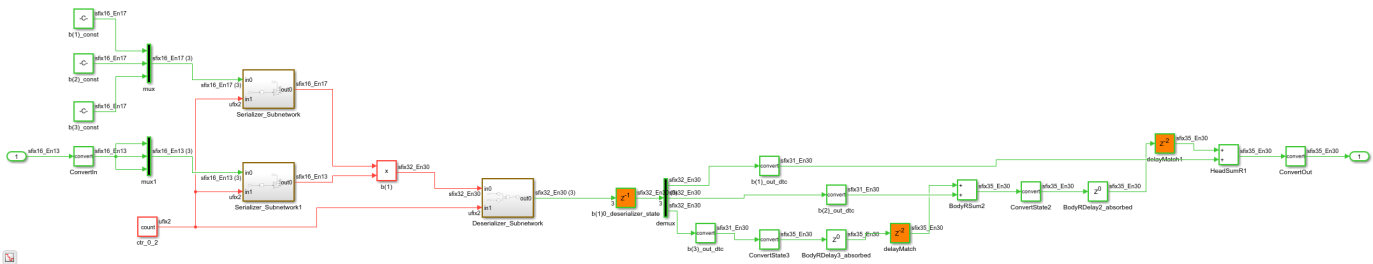 -C-
sfix16_En17
b(1)_const
-C-
sfix16_En17
b(2)_const
-C-
sfix16_En17
b(3)_const
sfix16_En17 (3)
mux
sfix16_En17 (3)
in0
in1
out0
ufix2
sfix16_En17
Serializer_Subnetwork
1
sfix16_En13
convert
sfix16_En13
ConvertIn
sfix16_En13 (3)
mux1
sfix16_En13 (3)
in0
in1
out0
ufix2
sfix16_En13
Serializer_Subnetwork1
count
ufix2
ctr_0_2
x
sfix32_En30
b(1)
sfix32_En30
in0
in1
out0
ufix2
sfix32_En30 (3)
Deserializer_Subnetwork
3
Z-1
b(1)0_deserializer_state
sfix32_En30
3
sfix32_En30
sfix32_En30
sfix32_En30
demux
convert
sfix31_En30
b(1)_out_dtc
convert
sfix31_En30
b(2)_out_dtc
convert
sfix31_En30
b(3)_out_dtc
convert
sfix35_En30
ConvertState3
Z0
sfix35_En30
BodyRDelay3_absorbed
Z-2
sfix35_En30
delayMatch
+
+
sfix35_En30
BodyRSum2
convert
sfix35_En30
ConvertState2
Z0
sfix35_En30
BodyRDelay2_absorbed
Z-2
sfix35_En30
delayMatch1
+
+
sfix35_En30
HeadSumR1
convert
sfix35_En30
ConvertOut
1